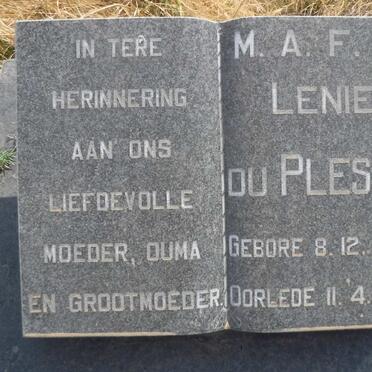 IN TERE
HERINNERING
AAN ONS
LIEFDEVOLLE
MOEDER, OUMA
EN GROOTMOEDER.
M. A. F.
LENIE
DU PLES
GEBORE 8.12.
OORLEDE 11.4